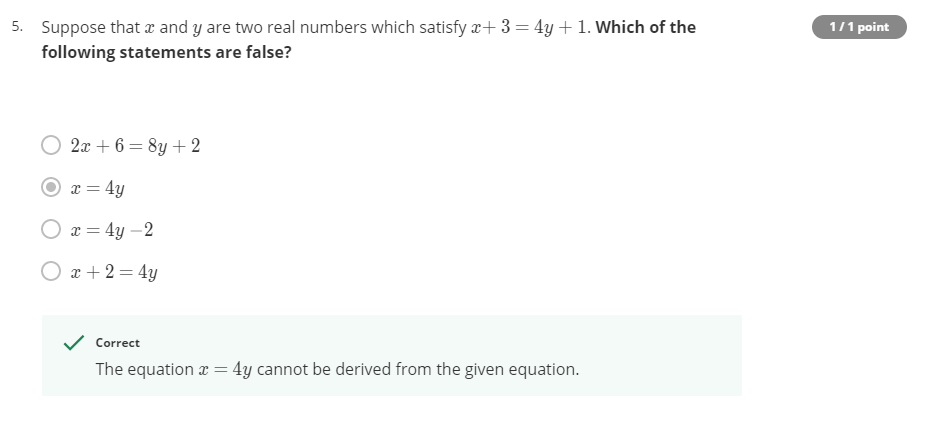 5. Suppose that x and y are two real numbers which satisfy x+ 3 = 4y + 1. Which of the 1 / 1 point
following statements are false?
2x + 6 = 8y + 2
x = 4y
x = 4y −2
x + 2 = 4y
Correct
The equation x = 4y cannot be derived from the given equation.